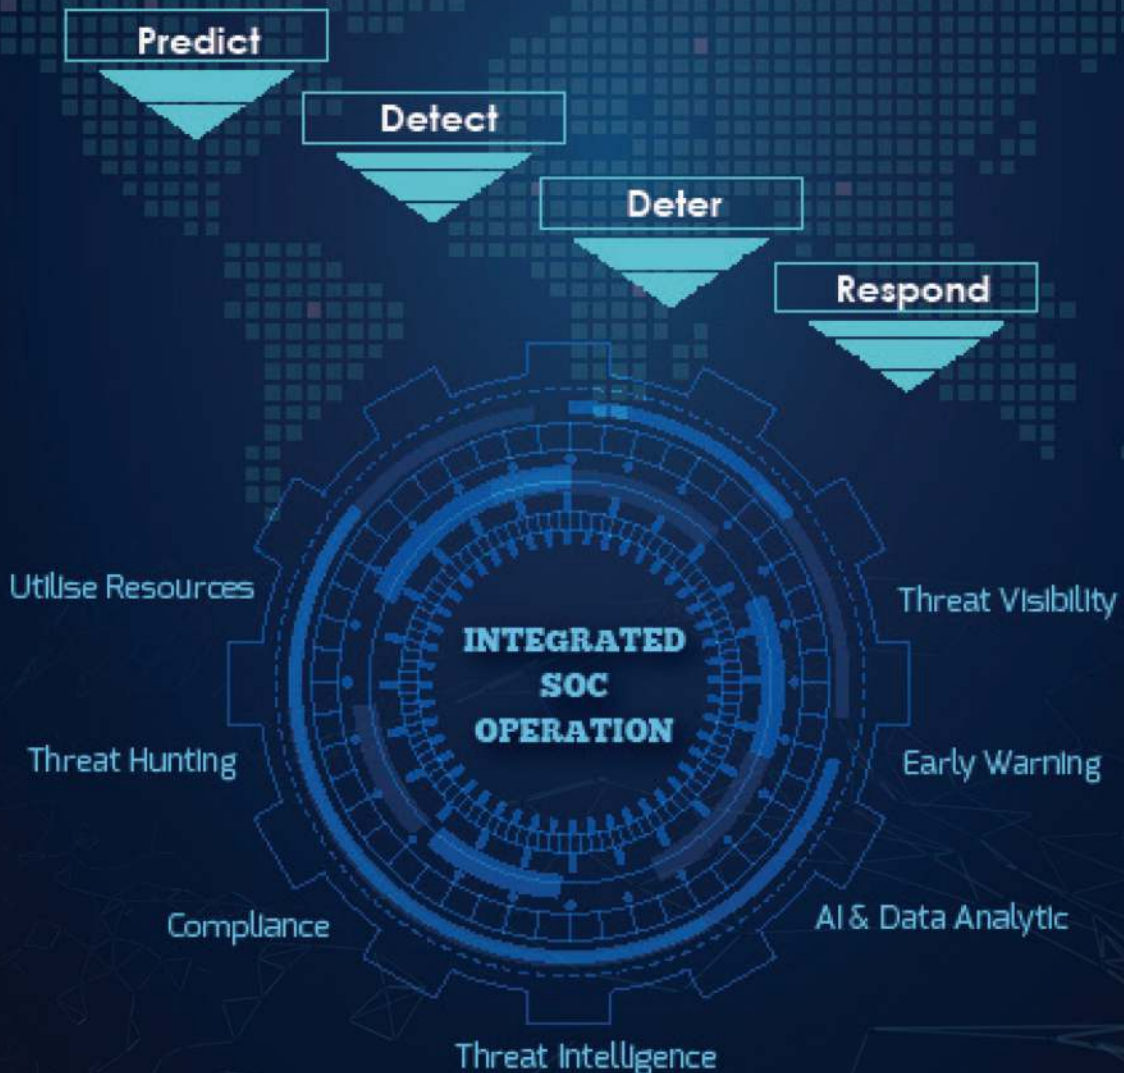 Predict
Detect
Deter
Respond
Utilise Resources
Threat Visibility
INTEGRATED
SOC
OPERATION
Threat Hunting
Early Warning
Compliance
AI & Data Analytic
Threat Intelligence